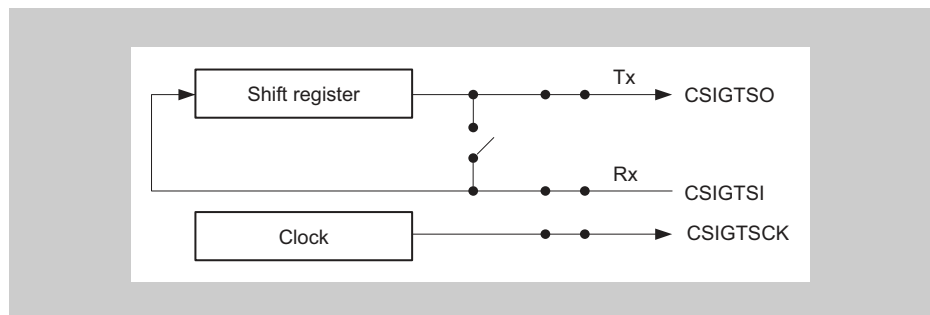 Shift register
Tx
CSIGTSO
Rx
CSIGTSI
Clock
CSIGTSCK